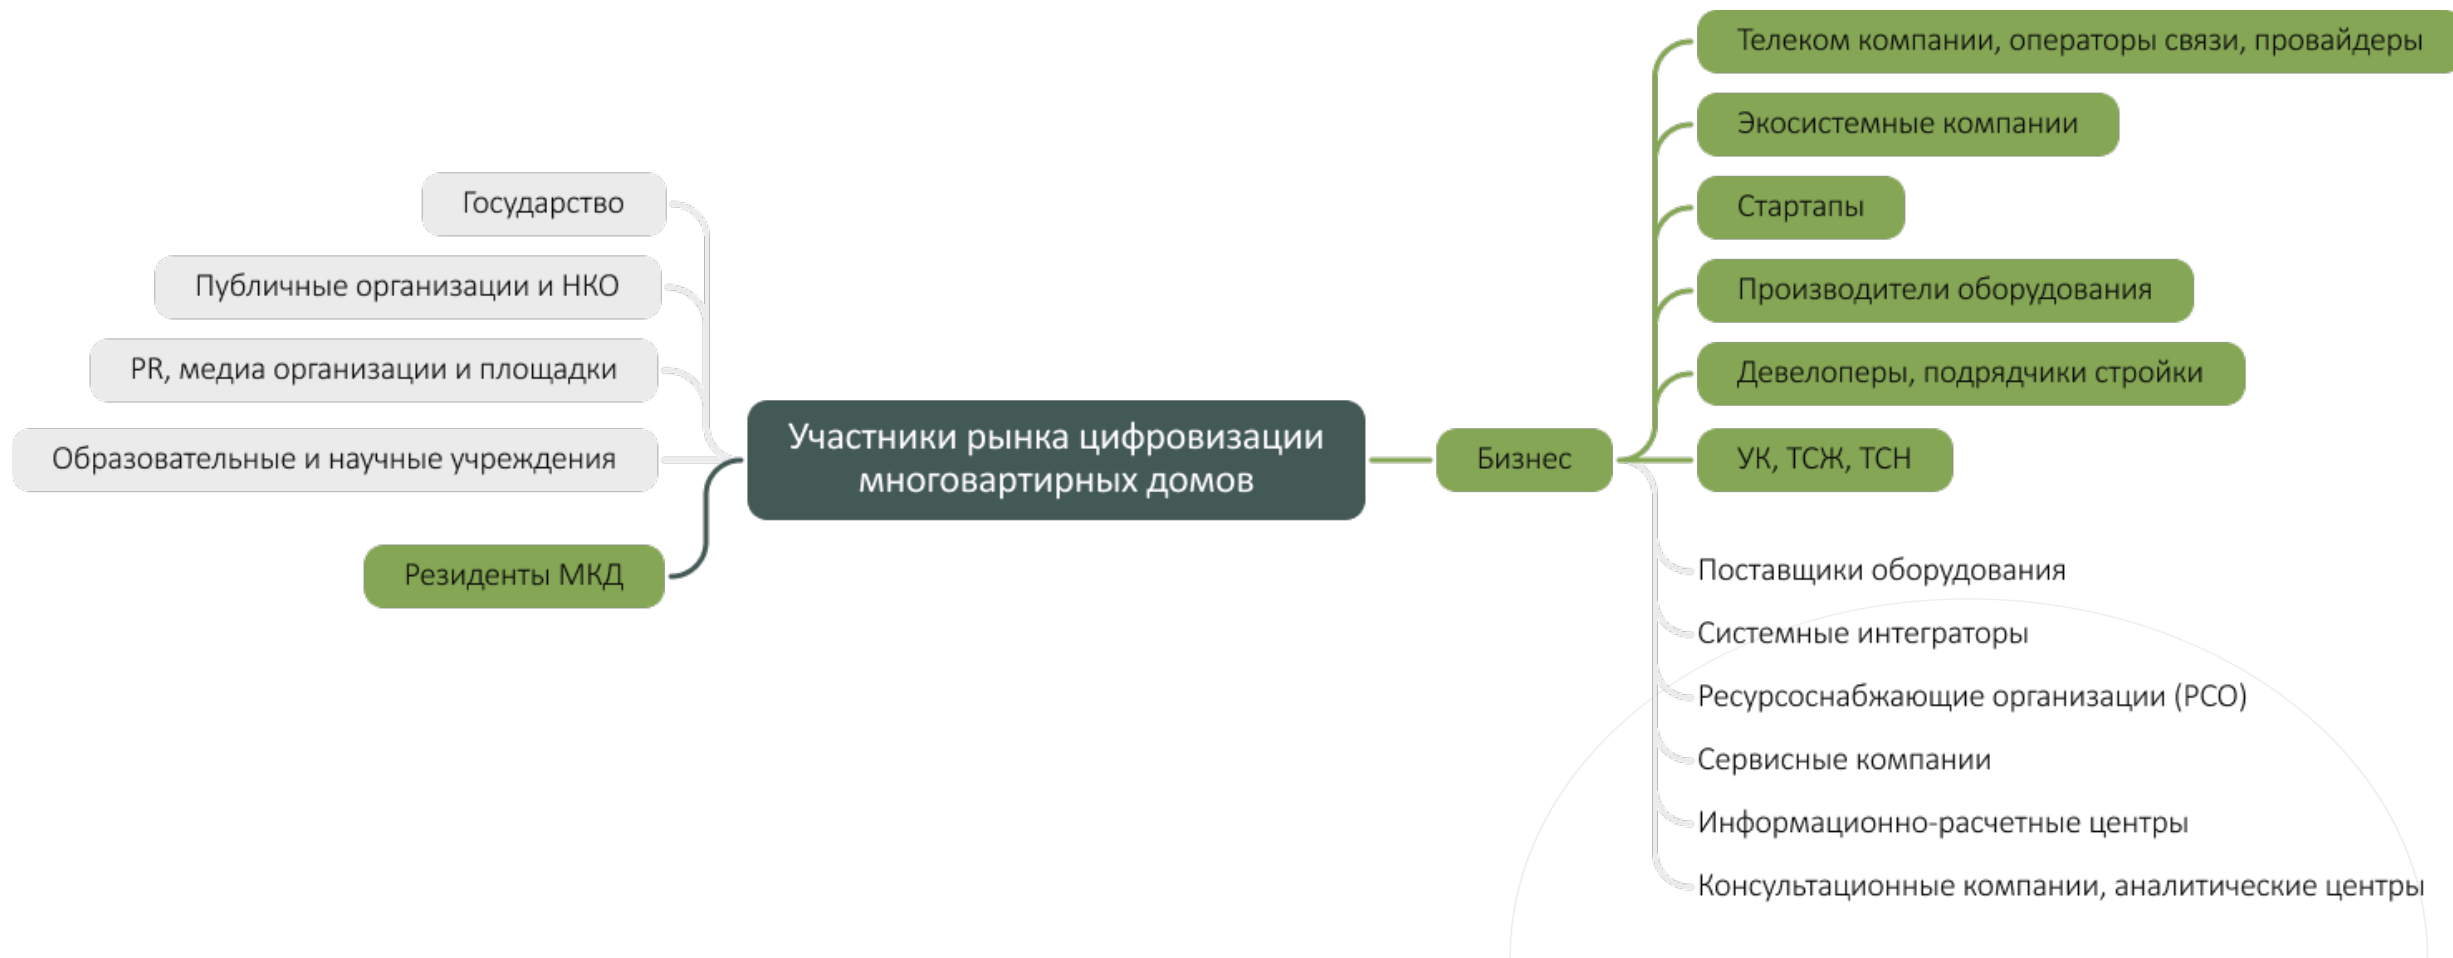 Государство
Публичные организации и НКО
PR, медиа организации и площадки
Образовательные и научные учреждения
Резиденты МКД
Участники рынка цифровизации
многовартирных домов
Бизнес
Телеком компании, операторы связи, провайдеры
Экосистемные компании
Стартапы
Производители оборудования
Девелоперы, подрядчики стройки
УК, ТСЖ, ТСН
Поставщики оборудования
Системные интеграторы
Ресурсоснабжающие организации (РСО)
Сервисные компании
Информационно-расчетные центры
Консультационные компании, аналитические центры